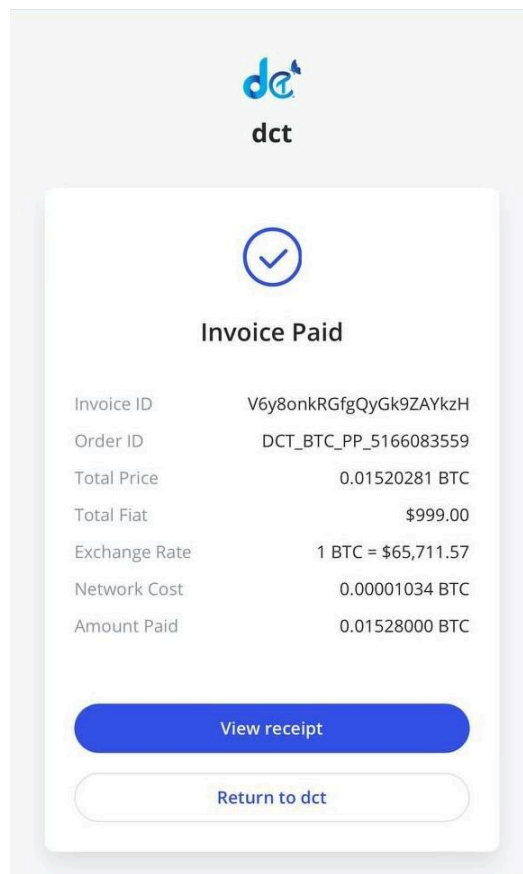 dct
dct
Invoice Paid
Invoice ID V6y8onkRGfgQyGk9ZAYkzH
Order ID DCT_BTC_PP_5166083559
Total Price 0.01520281 BTC
Total Fiat $999.00
Exchange Rate 1 BTC = $65,711.57
Network Cost 0.00001034 BTC
Amount Paid 0.01528000 BTC
View receipt
Return to dct